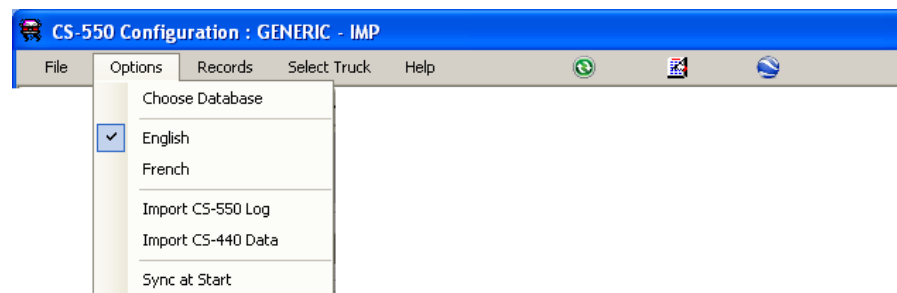 CS-550 Configuration : GENERIC - IMP
File Options Records Select Truck Help
Choose Database
English
French
Import CS-550 Log
Import CS-440 Data
Sync at Start